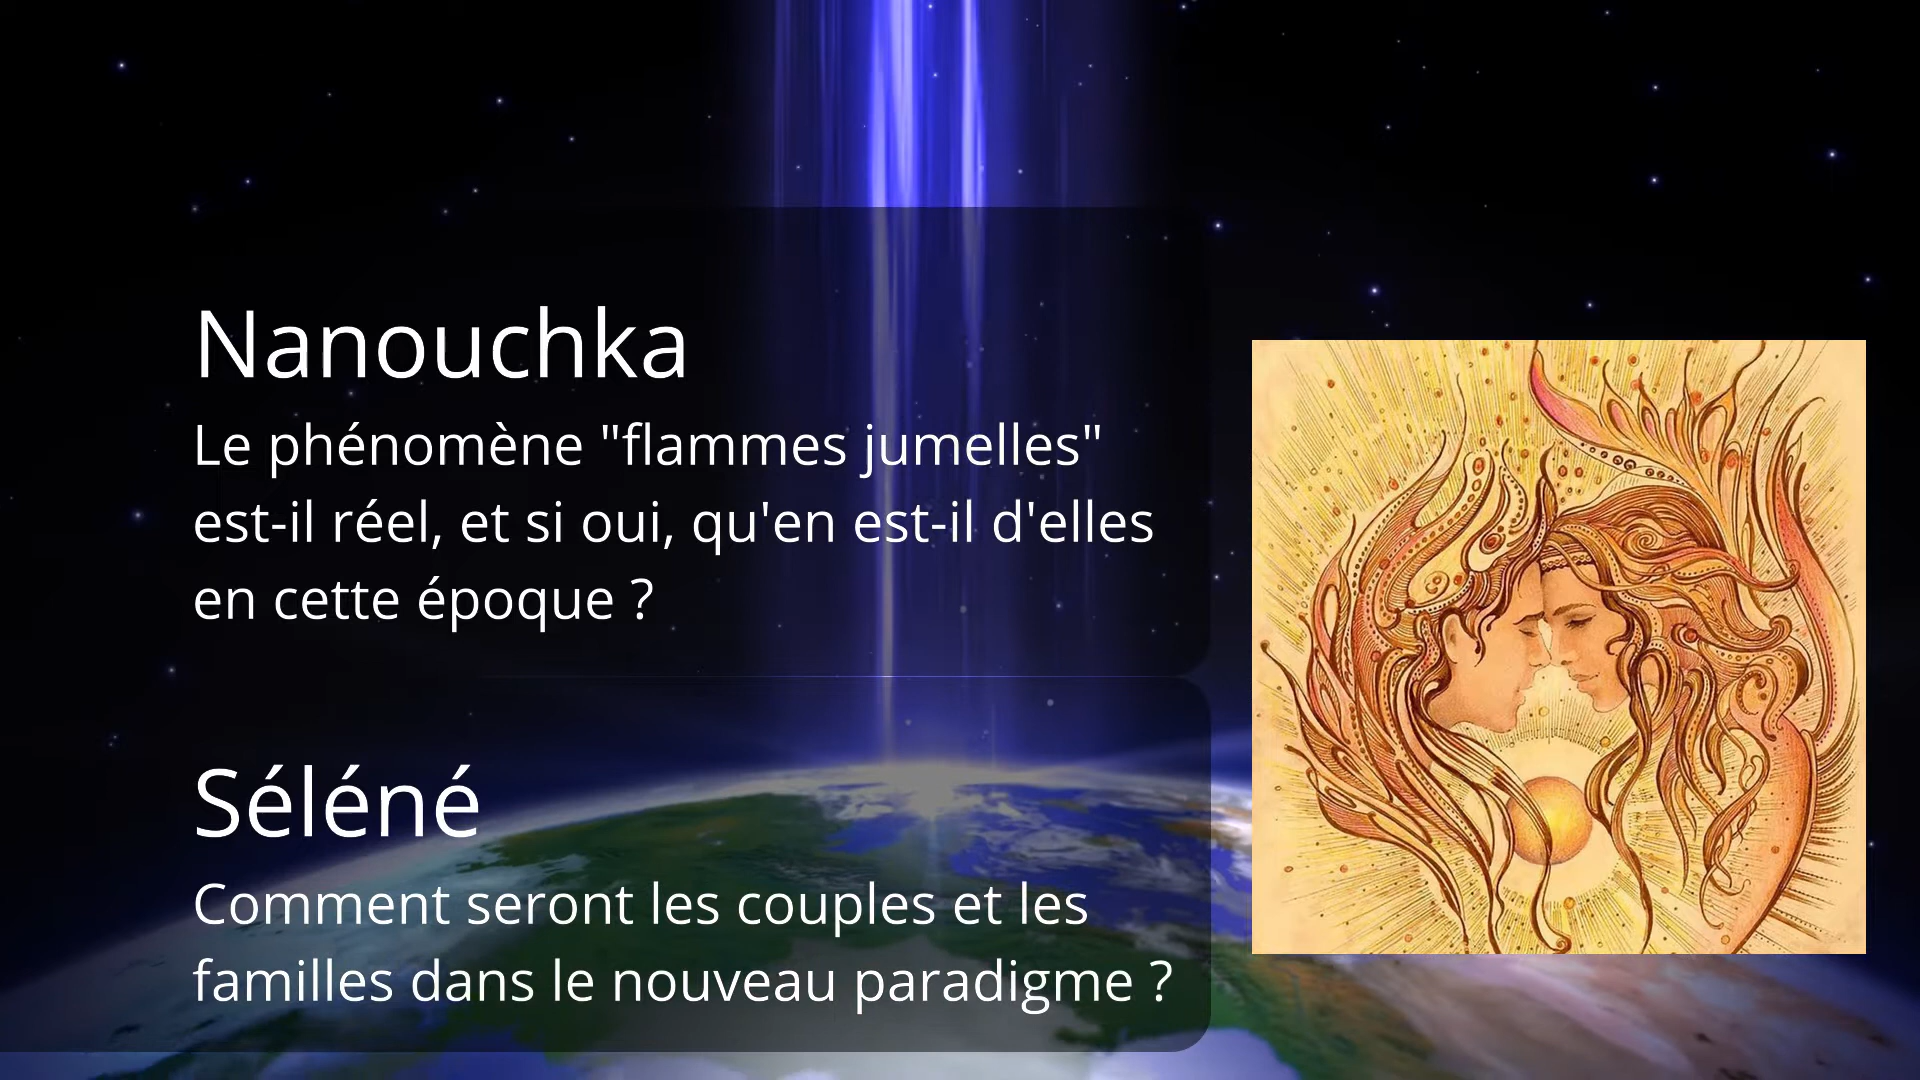 Nanouchka
Le phénomène "flammes jumelles"
est-il réel, et si oui, qu'en est-il d'elles
en cette époque ?
Séléné
Comment seront les couples et les
familles dans le nouveau paradigme ?